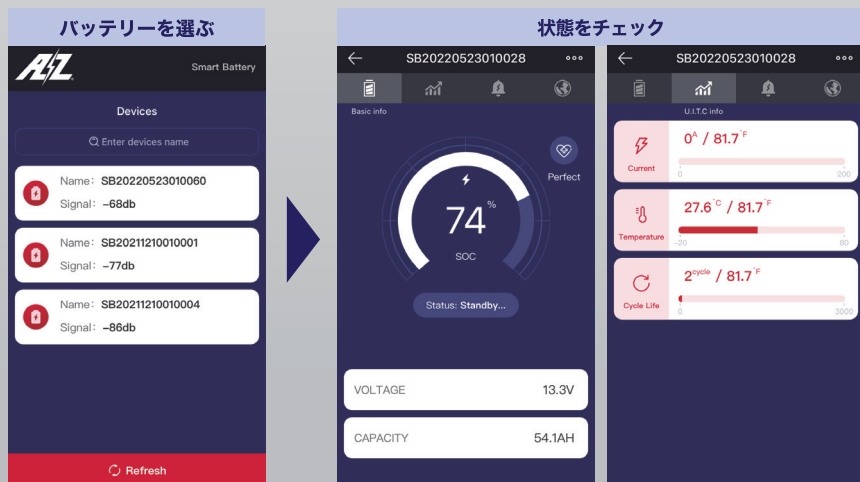 バッテリーを選ぶ
AZ
Smart Battery
Devices
Enter devices name
Name: SB20220523010060
Signal: -68db
Name: SB20211210010001
Signal: -77db
Name: SB20211210010004
Signal: -86db
Refresh
状態をチェック
SB20220523010028
Basic info
Perfect
74%
SOC
Status: Standby...
VOLTAGE 13.3V
CAPACITY 54.1AH
SB20220523010028
U.I.T.C info
0A / 81.7°F
Current
0 200
27.6°C / 81.7°F
Temperature
-20 80
2cycle / 81.7°F
Cycle Life
0 3000